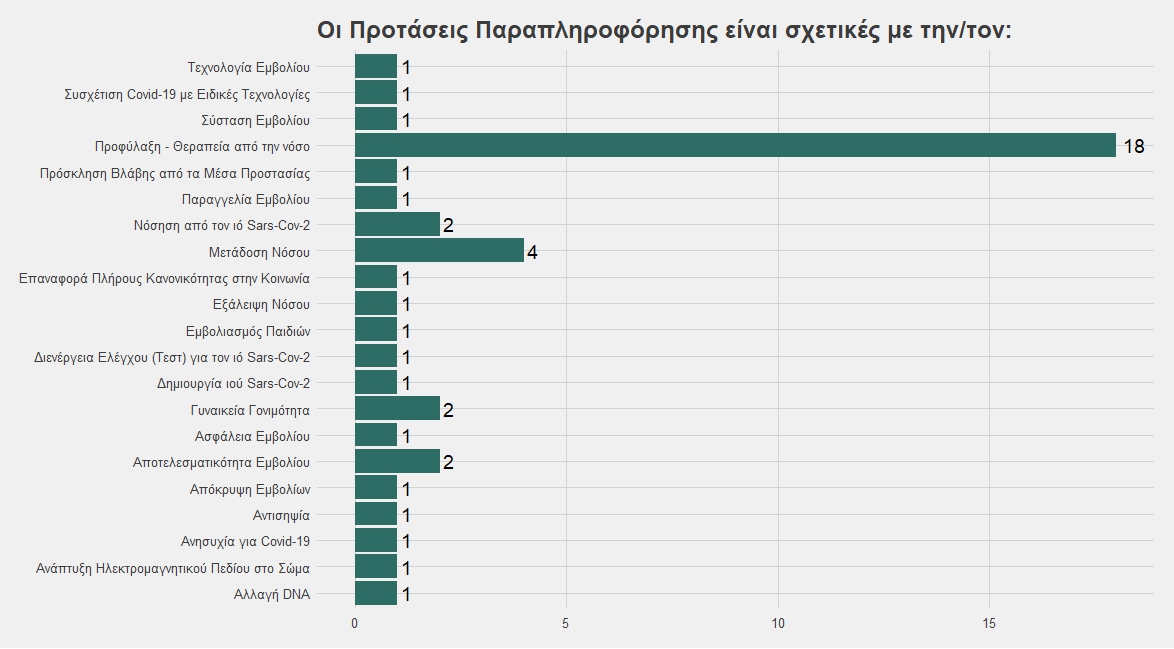 Οι Προτάσεις Παραπληροφόρησης είναι σχετικές με την/τον:
Τεχνολογία Εμβολίου 1
Συσχέτιση Covid-19 με Ειδικές Τεχνολογίες 1
Σύσταση Εμβολίου 1
Προφύλαξη - Θεραπεία από την νόσο 18
Πρόσκληση Βλάβης από τα Μέσα Προστασίας 1
Παραγγελία Εμβολίου 1
Νόσηση από τον ιό Sars-Cov-2 2
Μετάδοση Νόσου 4
Επαναφορά Πλήρους Κανονικότητας στην Κοινωνία 1
Εξάλειψη Νόσου 1
Εμβολιασμός Παιδιών 1
Διενέργεια Ελέγχου (Τεστ) για τον ιό Sars-Cov-2 1
Δημιουργία ιού Sars-Cov-2 1
Γυναικεία Γονιμότητα 2
Ασφάλεια Εμβολίου 1
Αποτελεσματικότητα Εμβολίου 2
Απόκρυψη Εμβολίων 1
Αντισηψία 1
Ανησυχία για Covid-19 1
Ανάπτυξη Ηλεκτρομαγνητικού Πεδίου στο Σώμα 1
Αλλαγή DNA 1
0 5 10 15